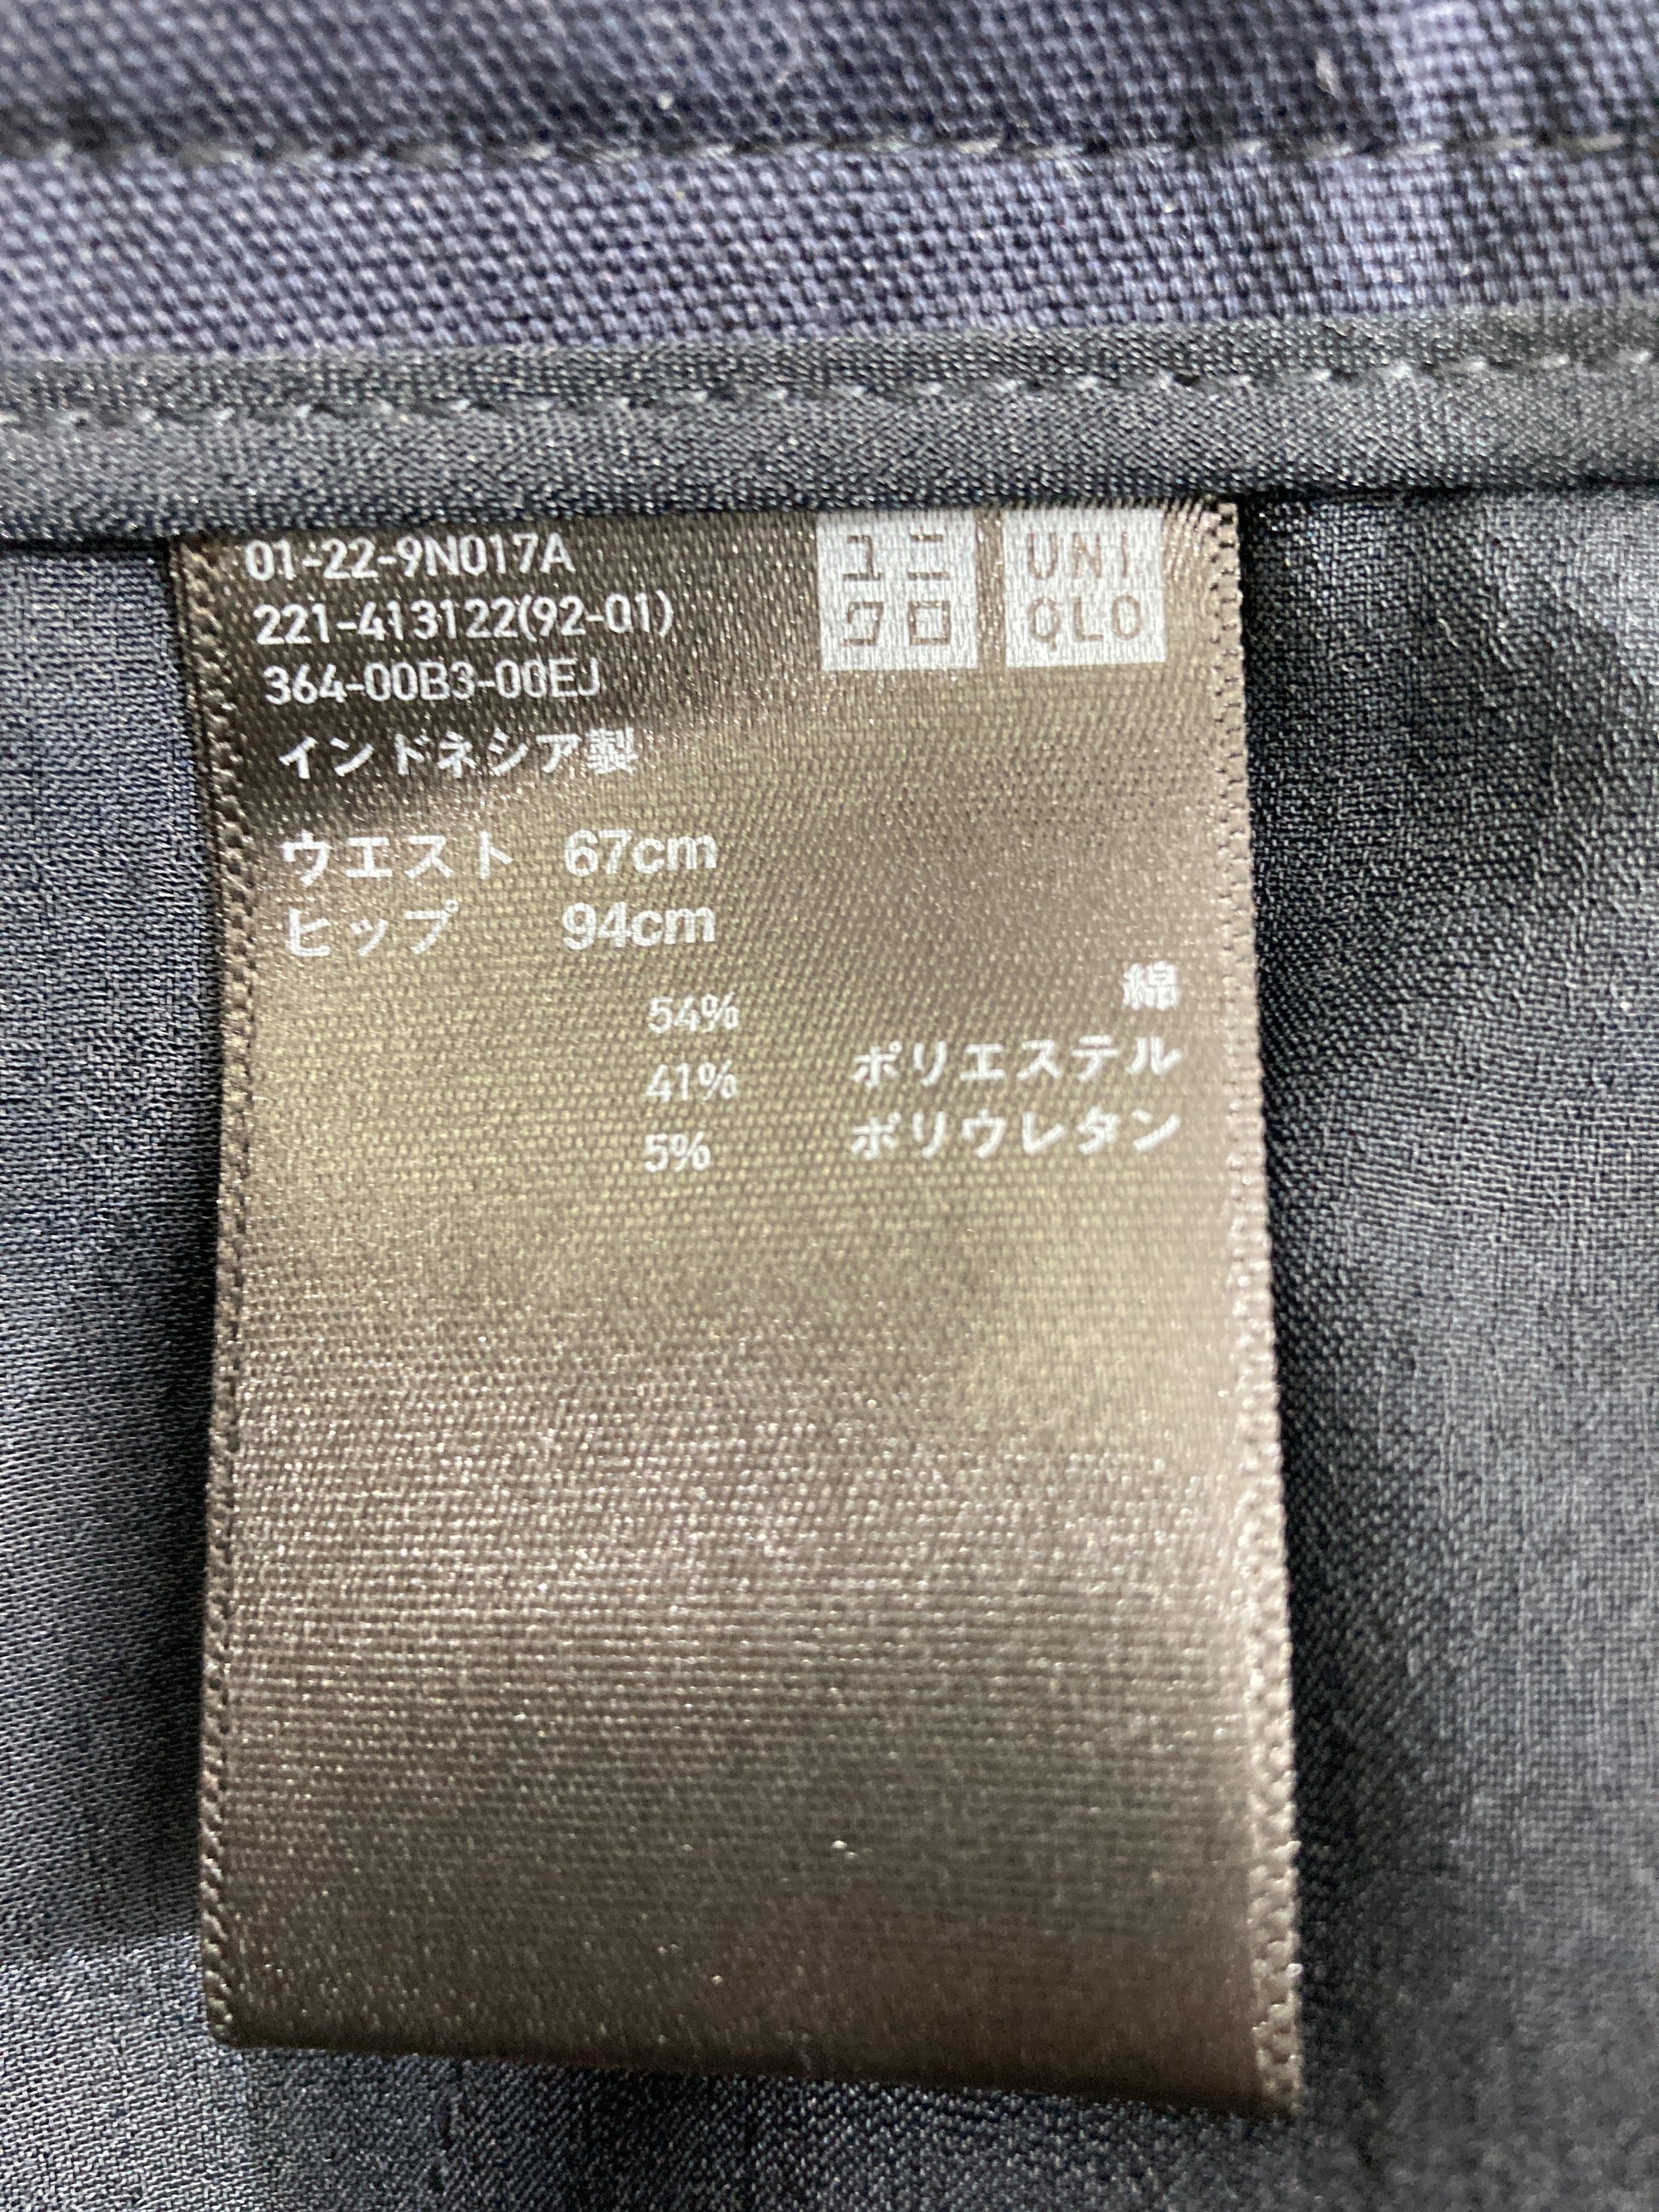 01-22-9N017A
221-413122(92-01)
364-00B3-00EJ
ユニ
クロ
UNI
QLO
インドネシア製
ウエスト 67cm
ヒップ 94cm
54% 綿
41% ポリエステル
5% ポリウレタン